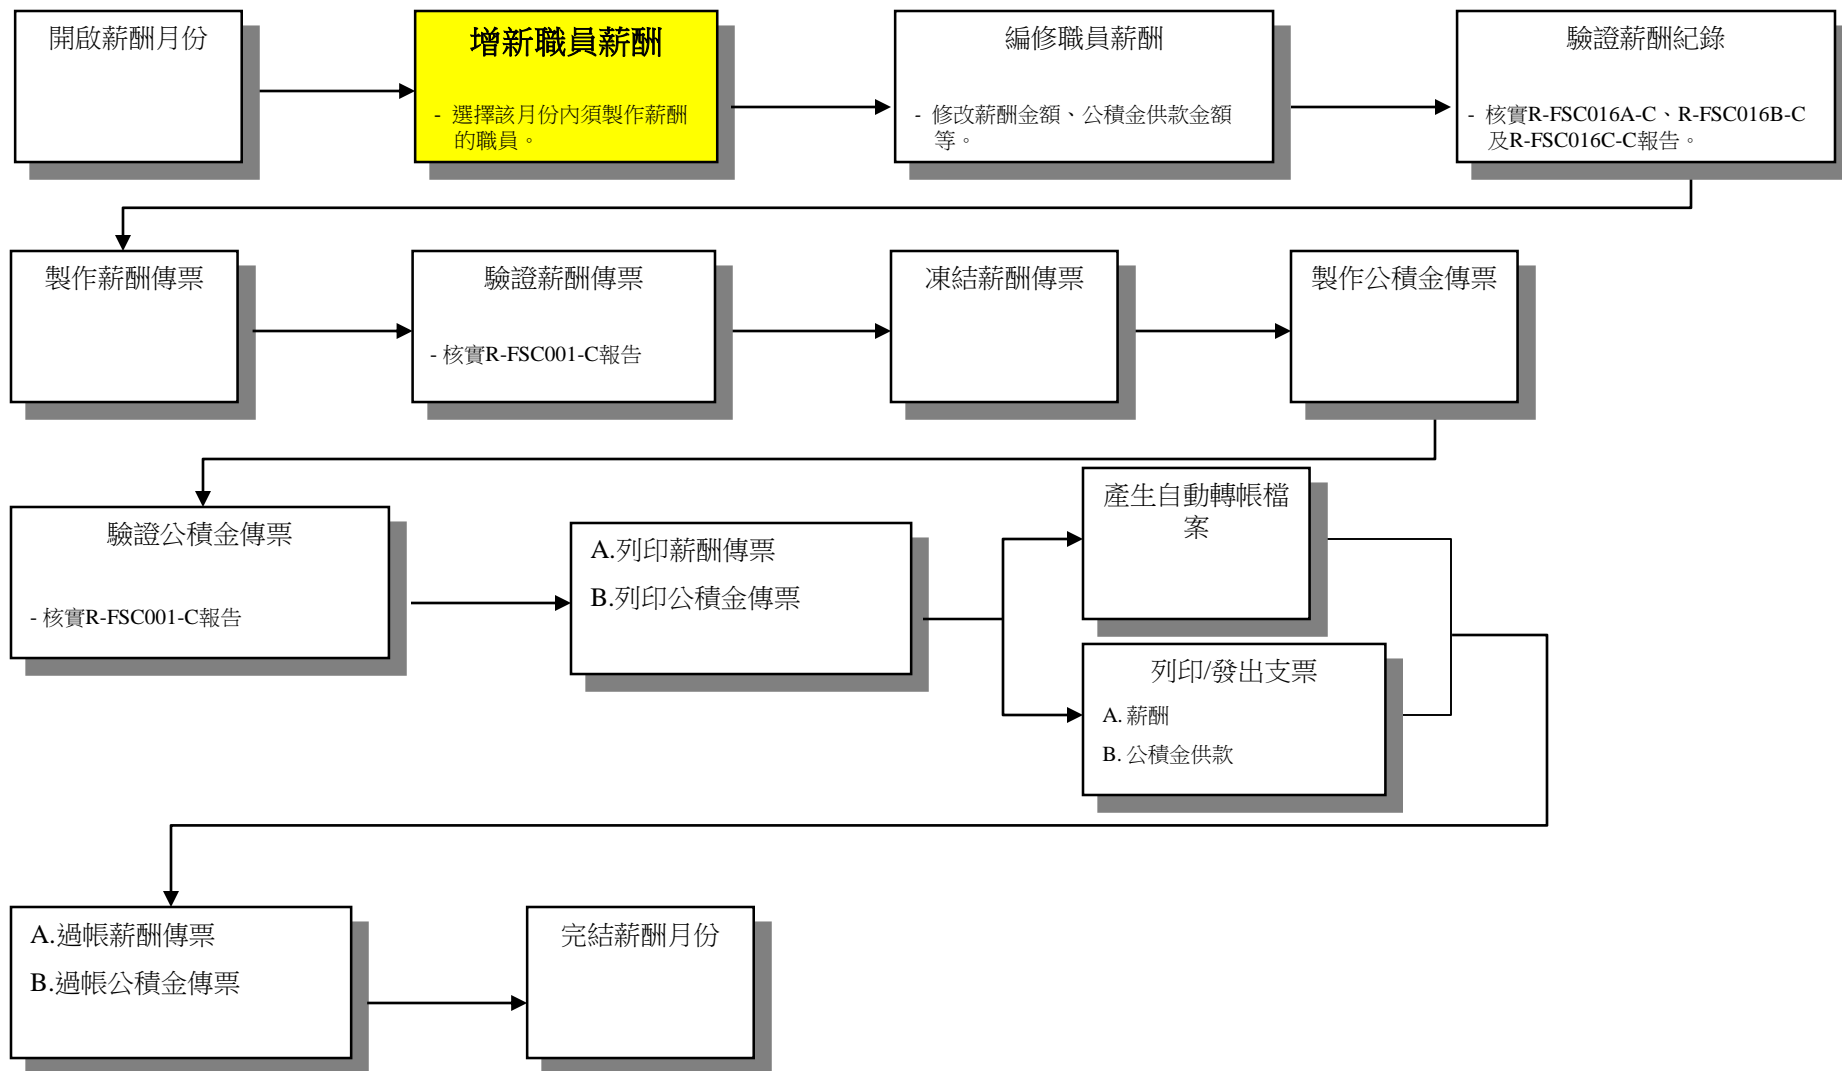 開啟薪酬月份
增新職員薪酬
- 選擇該月份內須製作薪酬
的職員。
編修職員薪酬
- 修改薪酬金額、公積金供款金額
等。
驗證薪酬紀錄
- 核實R-FSC016A-C、R-FSC016B-C
及R-FSC016C-C報告。
製作薪酬傳票
驗證薪酬傳票
- 核實R-FSC001-C報告
凍結薪酬傳票
製作公積金傳票
驗證公積金傳票
- 核實R-FSC001-C報告
A.列印薪酬傳票
B.列印公積金傳票
產生自動轉帳檔
案
列印/發出支票
A. 薪酬
B. 公積金供款
A.過帳薪酬傳票
B.過帳公積金傳票
完結薪酬月份